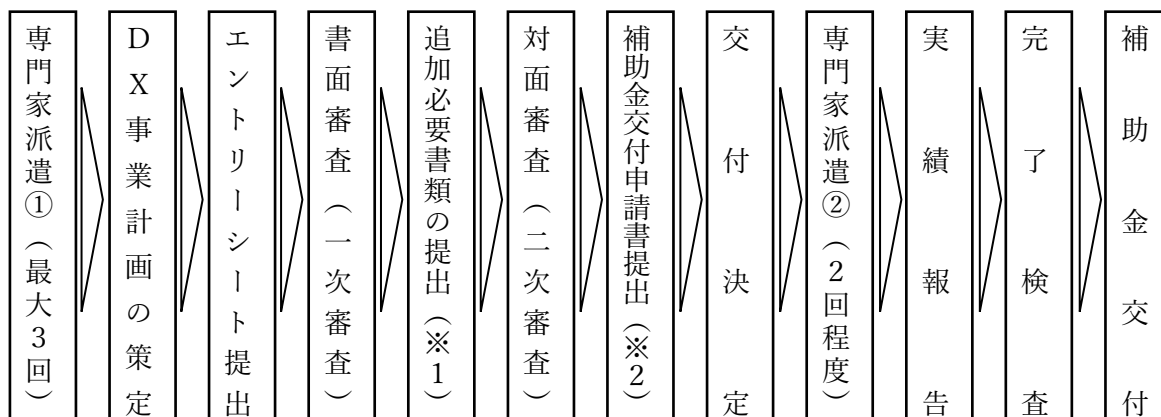 専門家派遣①（最大3回）
DX事業計画の策定
エントリーシート提出
書面審査（一次審査）
追加必要書類の提出（※1）
対面審査（二次審査）
補助金交付申請書提出（※2）
交付決定
専門家派遣②（2回程度）
実績報告
完了検査
補助金交付